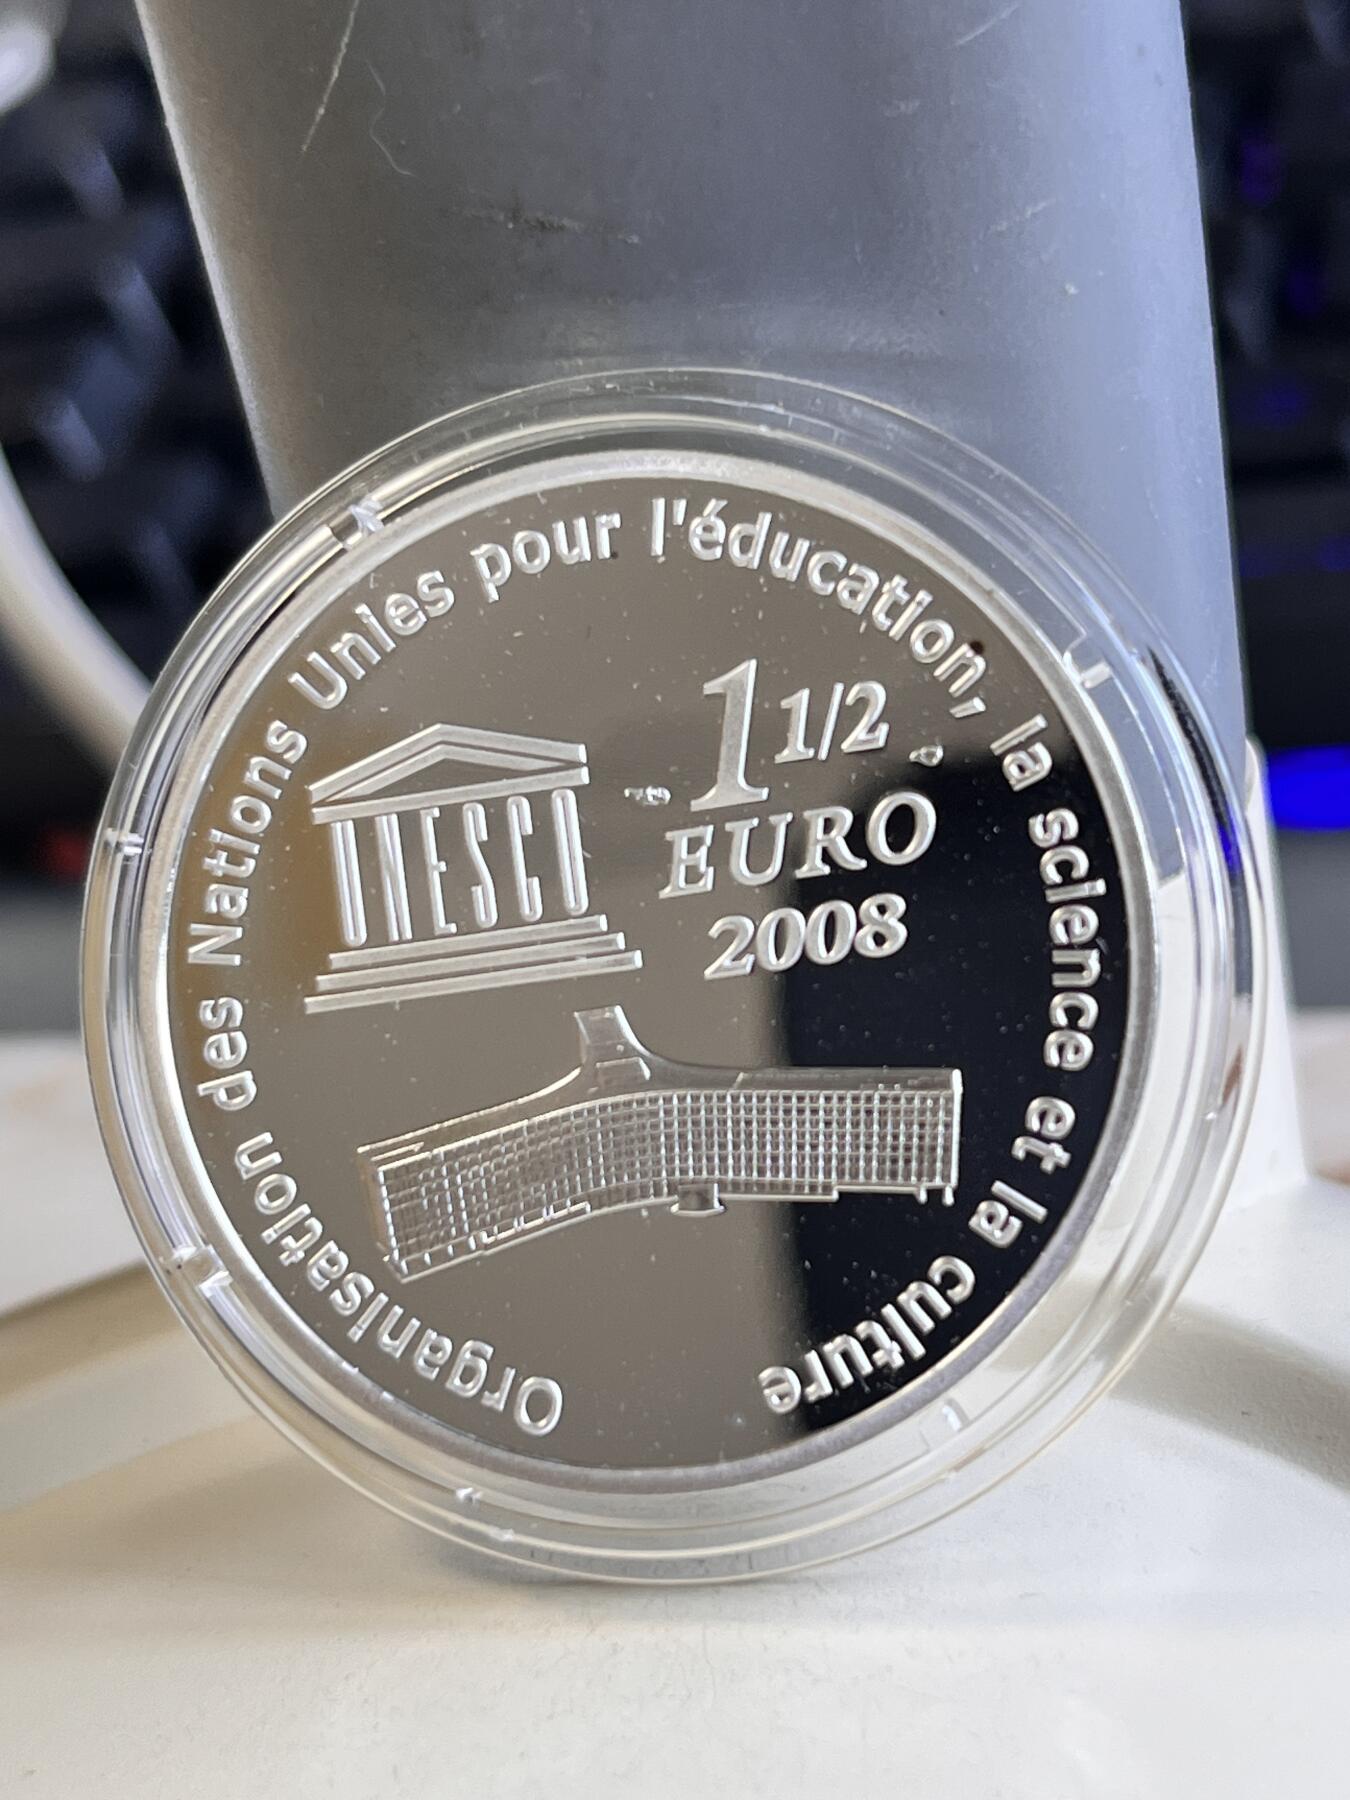 Organisation des Nations Unies pour l'éducation, la science et la culture
UNESCO
1 1/2
EURO
2008